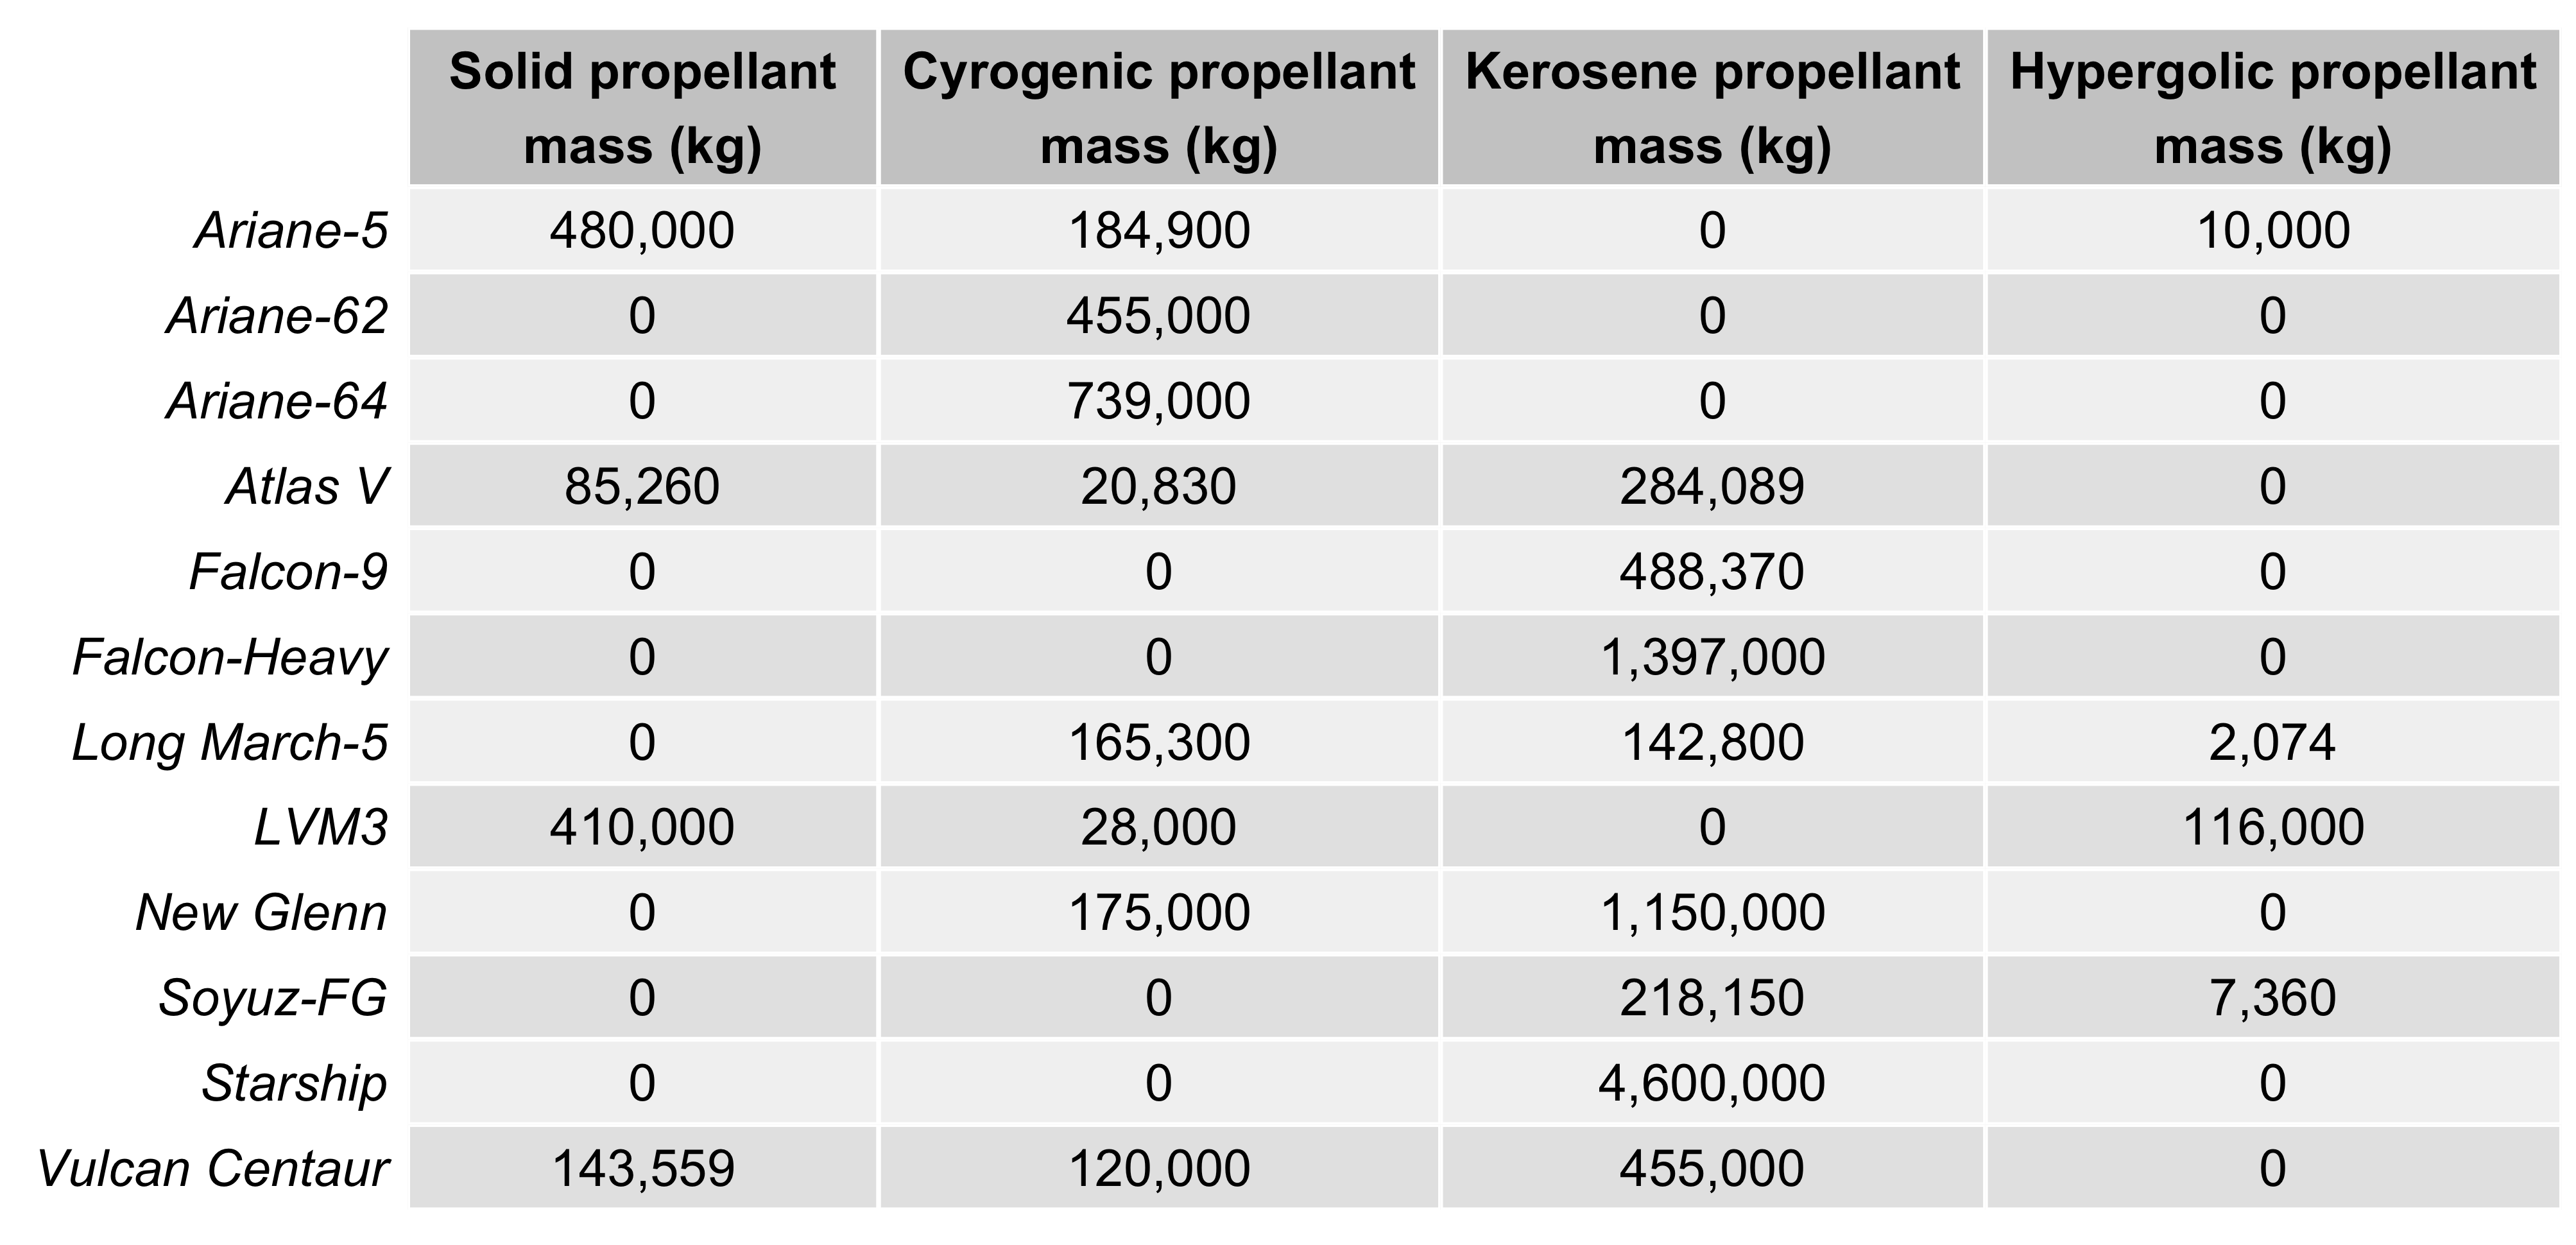 Solid propellant mass (kg) Cyrogenic propellant mass (kg) Kerosene propellant mass (kg) Hypergolic propellant mass (kg)
Ariane-5 480,000 184,900 0 10,000
Ariane-62 0 455,000 0 0
Ariane-64 0 739,000 0 0
Atlas V 85,260 20,830 284,089 0
Falcon-9 0 0 488,370 0
Falcon-Heavy 0 0 1,397,000 0
Long March-5 0 165,300 142,800 2,074
LVM3 410,000 28,000 0 116,000
New Glenn 0 175,000 1,150,000 0
Soyuz-FG 0 0 218,150 7,360
Starship 0 0 4,600,000 0
Vulcan Centaur 143,559 120,000 455,000 0